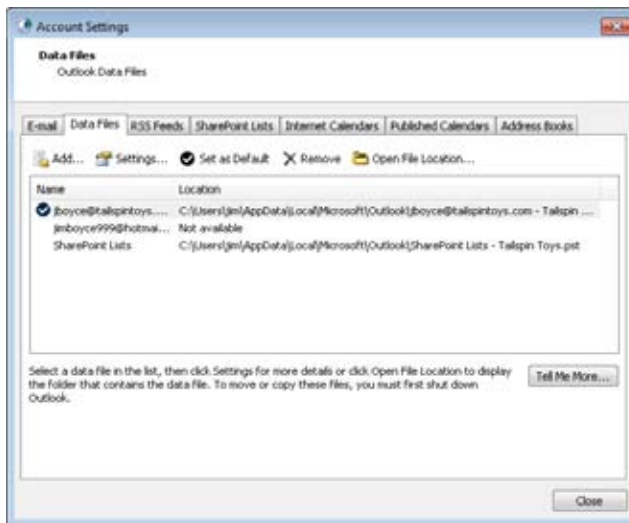 Account Settings
Data Files
Outlook Data Files
E-mail Data Files RSS Feeds SharePoint Lists Internet Calendars Published Calendars Address Books
Add... Settings... Set as Default Remove Open File Location...
Name Location
jboyce@tailspintoys.... C:\Users\jim\AppData\Local\Microsoft\Outlook\jboyce@tailspintoys.com - Tailspin ...
jimboyce999@hotmai... Not available
SharePoint Lists C:\Users\jim\AppData\Local\Microsoft\Outlook\SharePoint Lists - Tailspin Toys.pst
Select a data file in the list, then click Settings for more details or click Open File Location to display
the folder that contains the data file. To move or copy these files, you must first shut down
Outlook.
Tell Me More...
Close